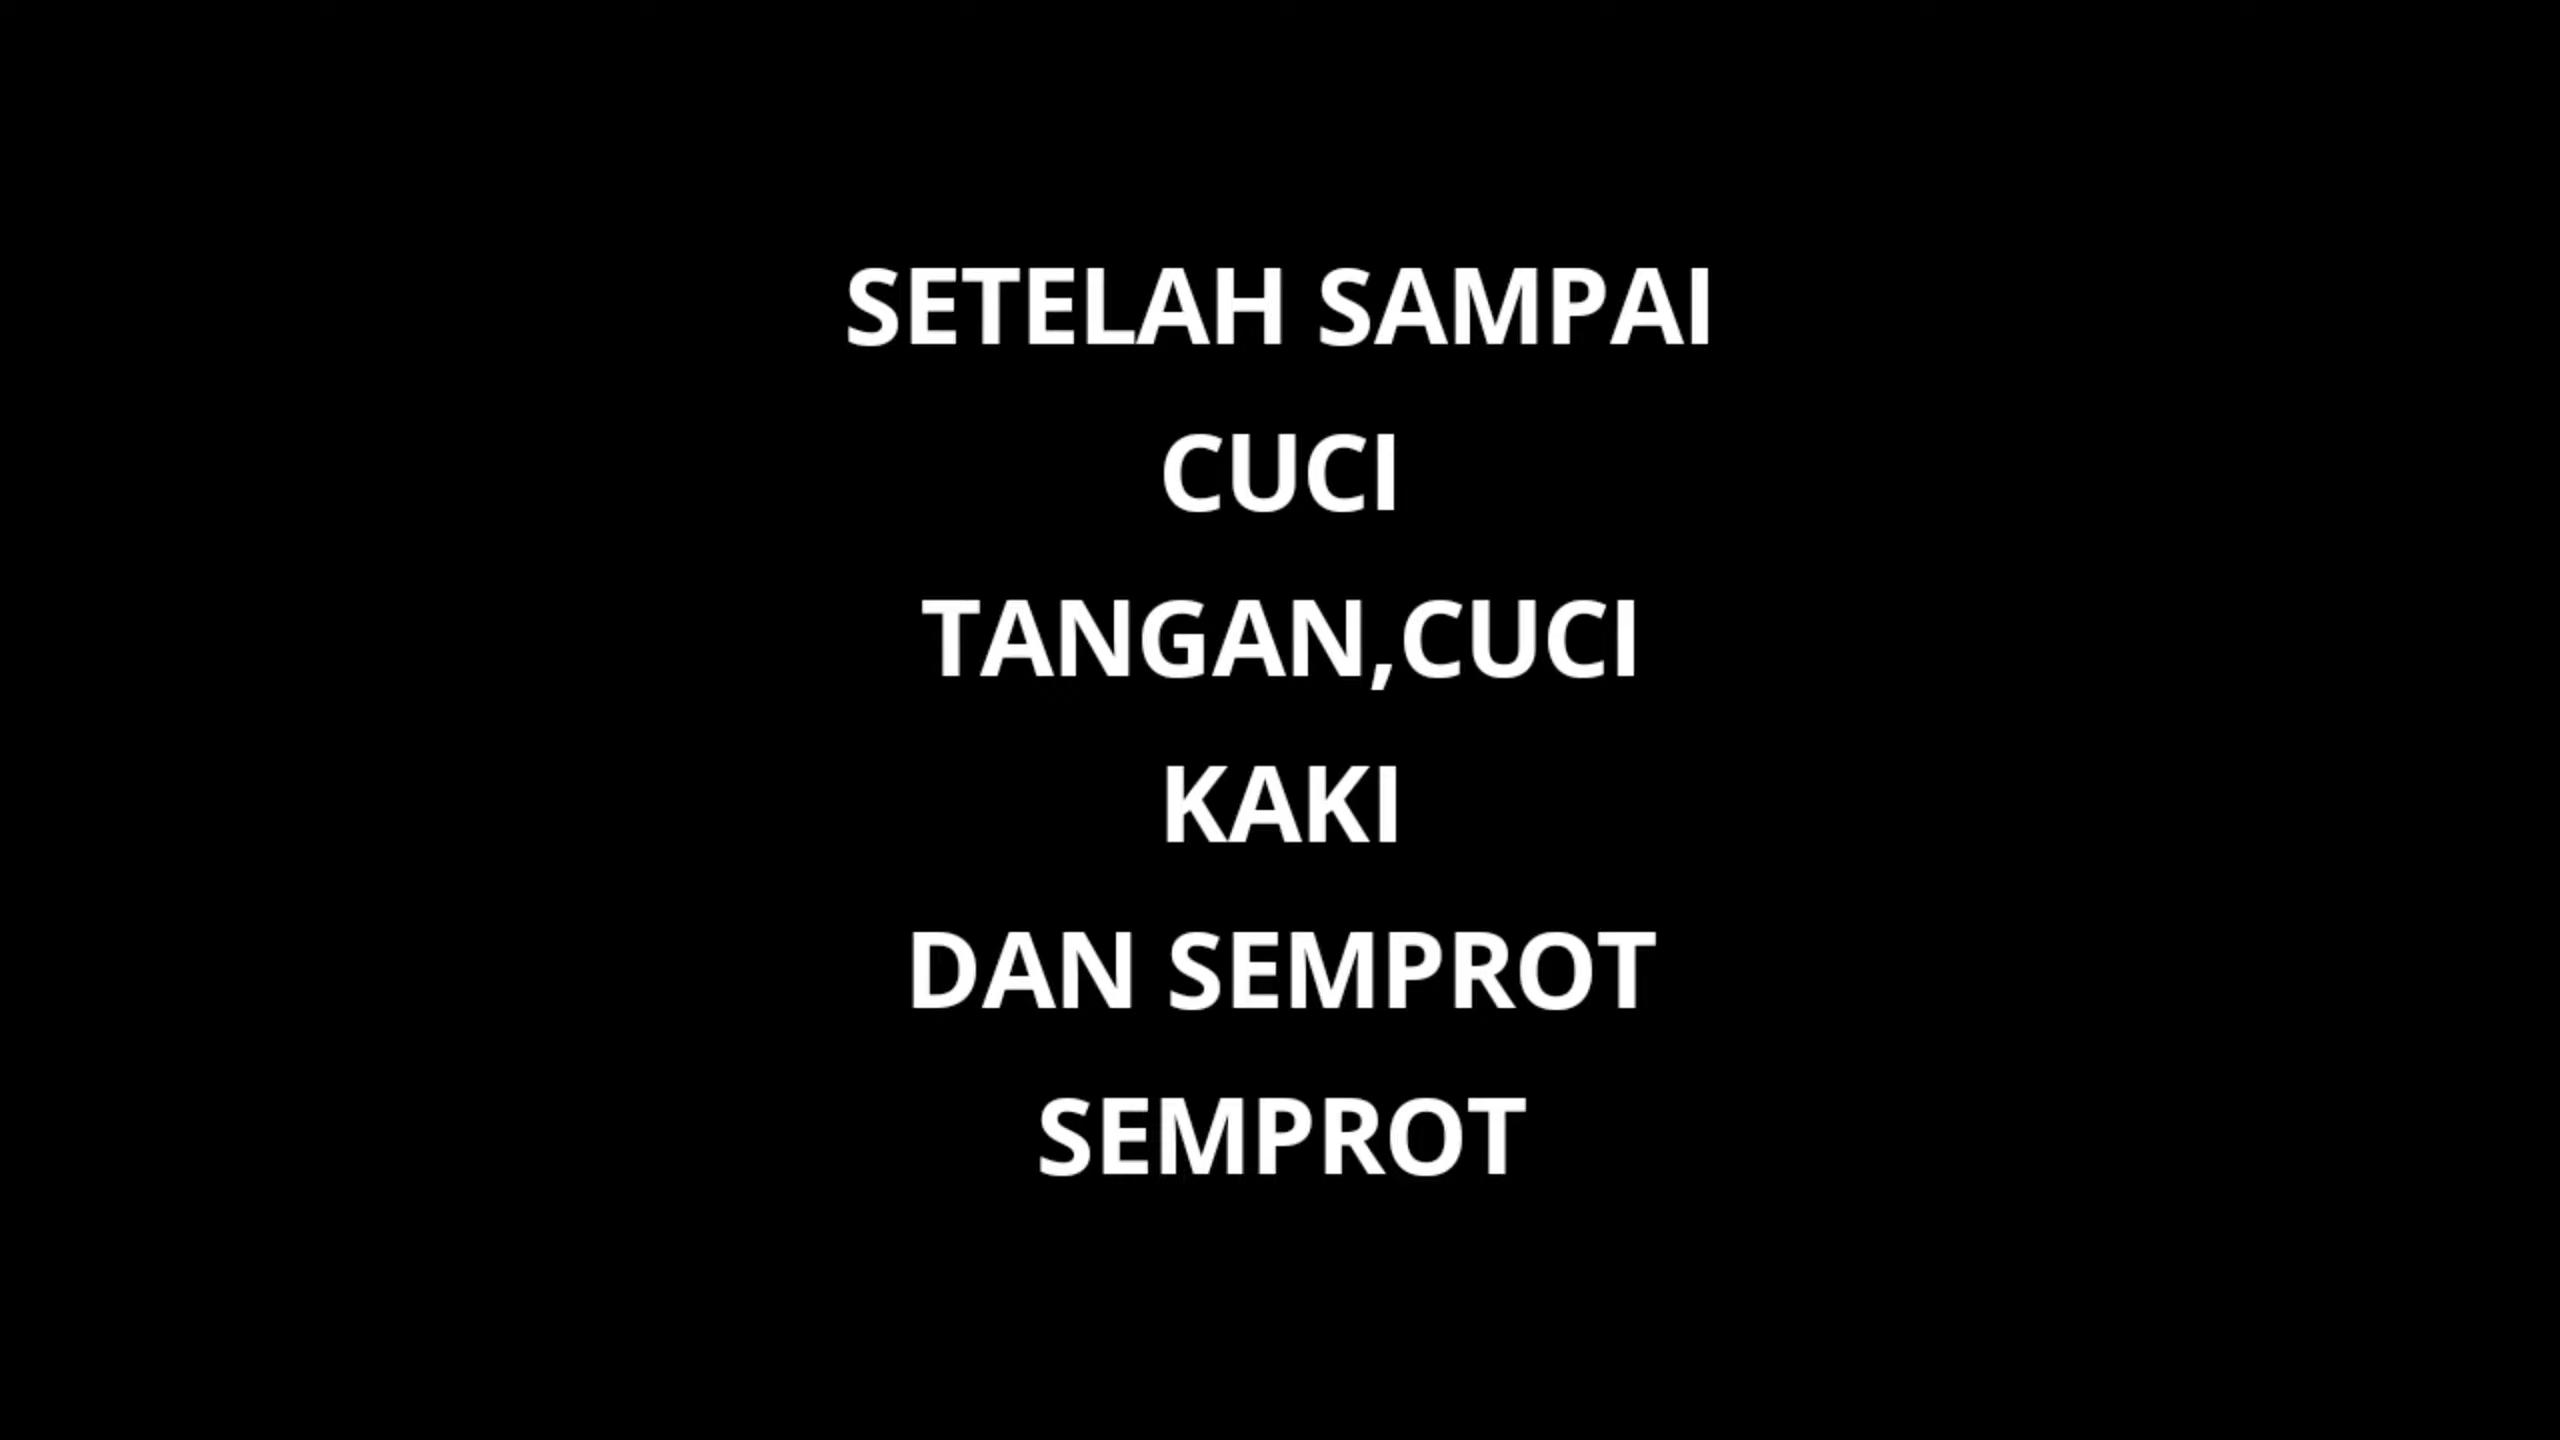 SETELAH SAMPAI
CUCI
TANGAN,CUCI
KAKI
DAN SEMPROT
SEMPROT